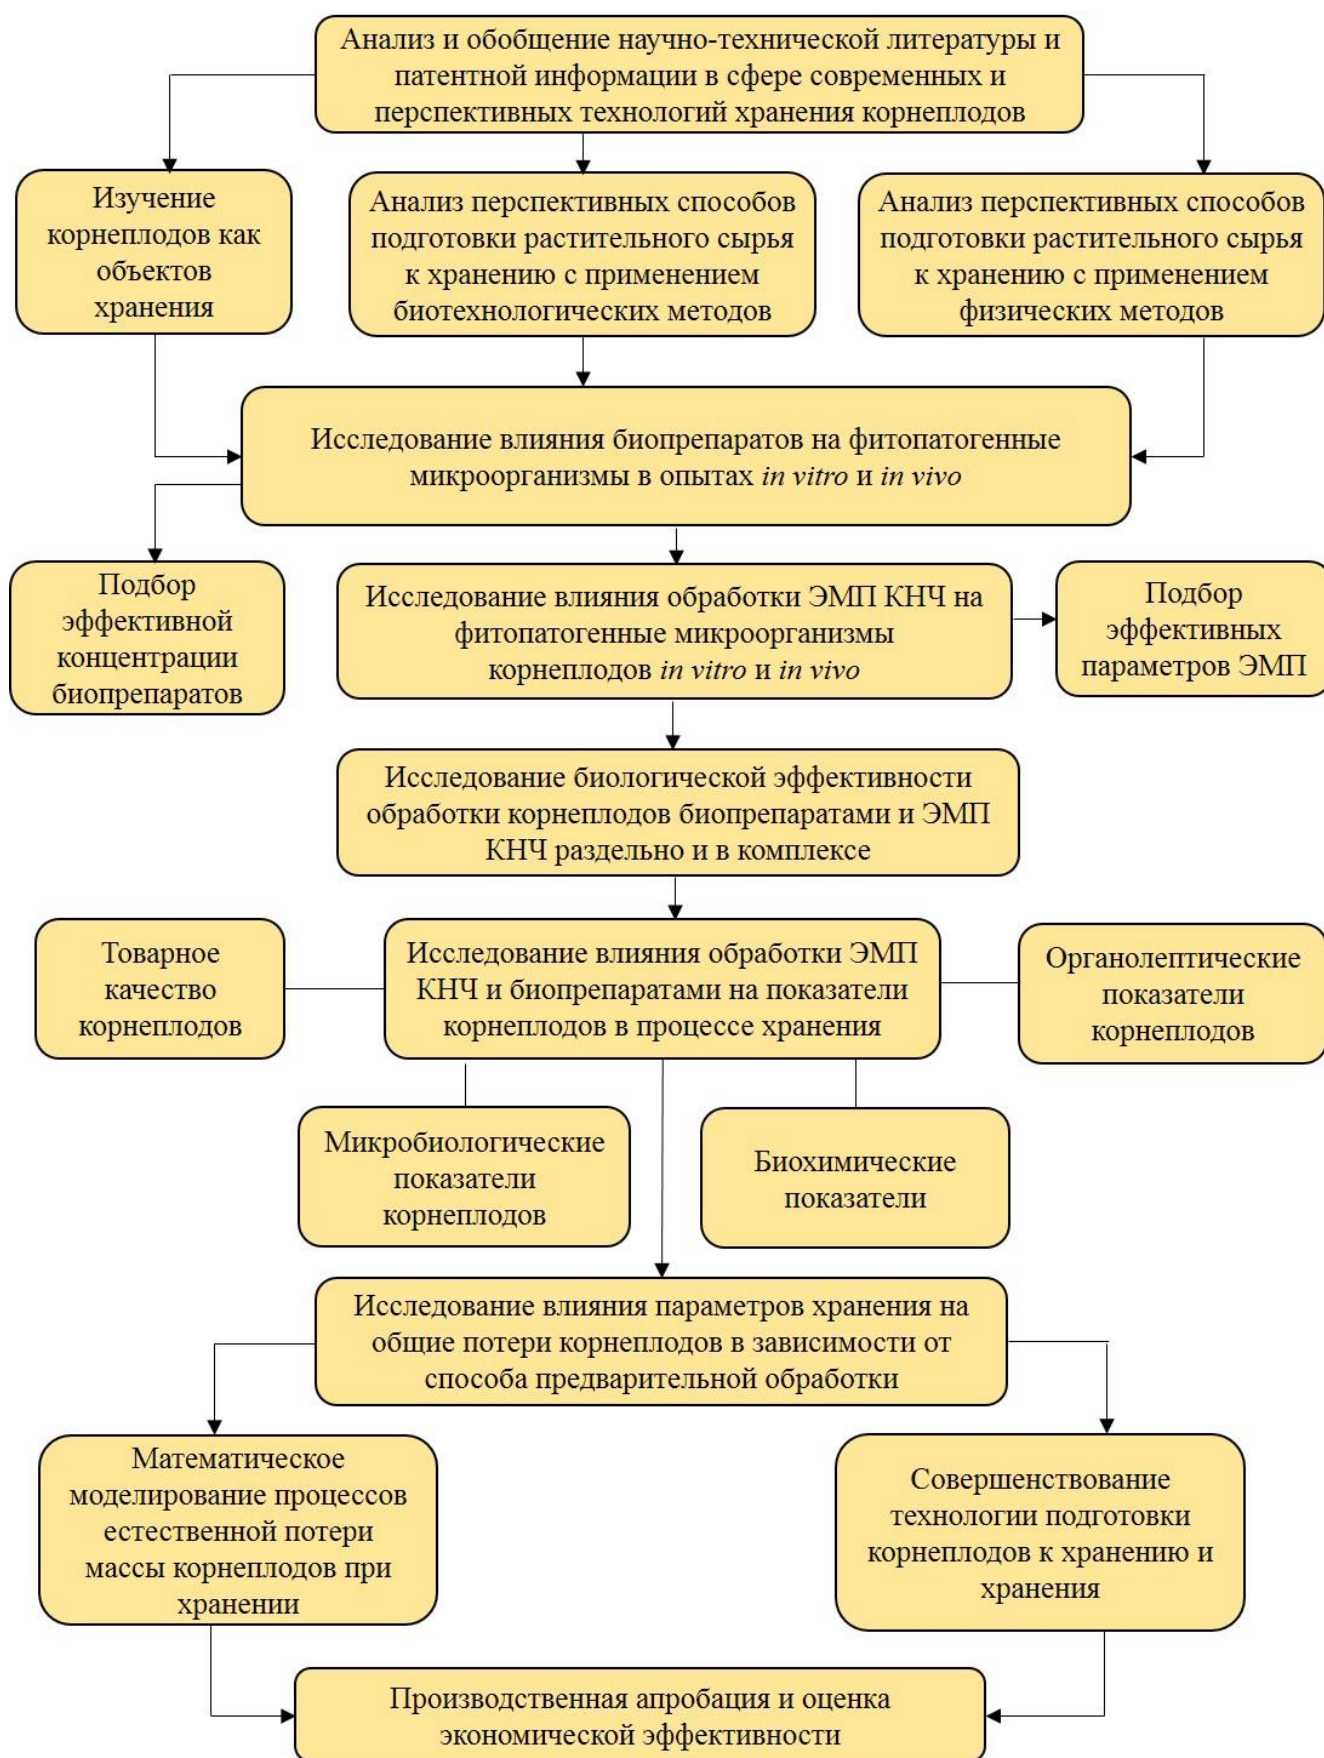 Анализ и обобщение научно-технической литературы и
патентной информации в сфере современных и
перспективных технологий хранения корнеплодов
Изучение
корнеплодов как
объектов
хранения
Анализ перспективных способов
подготовки растительного сырья
к хранению с применением
биотехнологических методов
Анализ перспективных способов
подготовки растительного сырья
к хранению с применением
физических методов
Исследование влияния биопрепаратов на фитопатогенные
микроорганизмы в опытах in vitro и in vivo
Подбор
эффективной
концентрации
биопрепаратов
Исследование влияния обработки ЭМП КНЧ на
фитопатогенные микроорганизмы
корнеплодов in vitro и in vivo
Подбор
эффективных
параметров ЭМП
Исследование биологической эффективности
обработки корнеплодов биопрепаратами и ЭМП
КНЧ раздельно и в комплексе
Товарное
качество
корнеплодов
Исследование влияния обработки ЭМП
КНЧ и биопрепаратами на показатели
корнеплодов в процессе хранения
Органолептические
показатели
корнеплодов
Микробиологические
показатели
корнеплодов
Биохимические
показатели
Исследование влияния параметров хранения на
общие потери корнеплодов в зависимости от
способа предварительной обработки
Математическое
моделирование процессов
естественной потери
массы корнеплодов при
хранении
Совершенствование
технологии подготовки
корнеплодов к хранению и
хранения
Производственная апробация и оценка
экономической эффективности